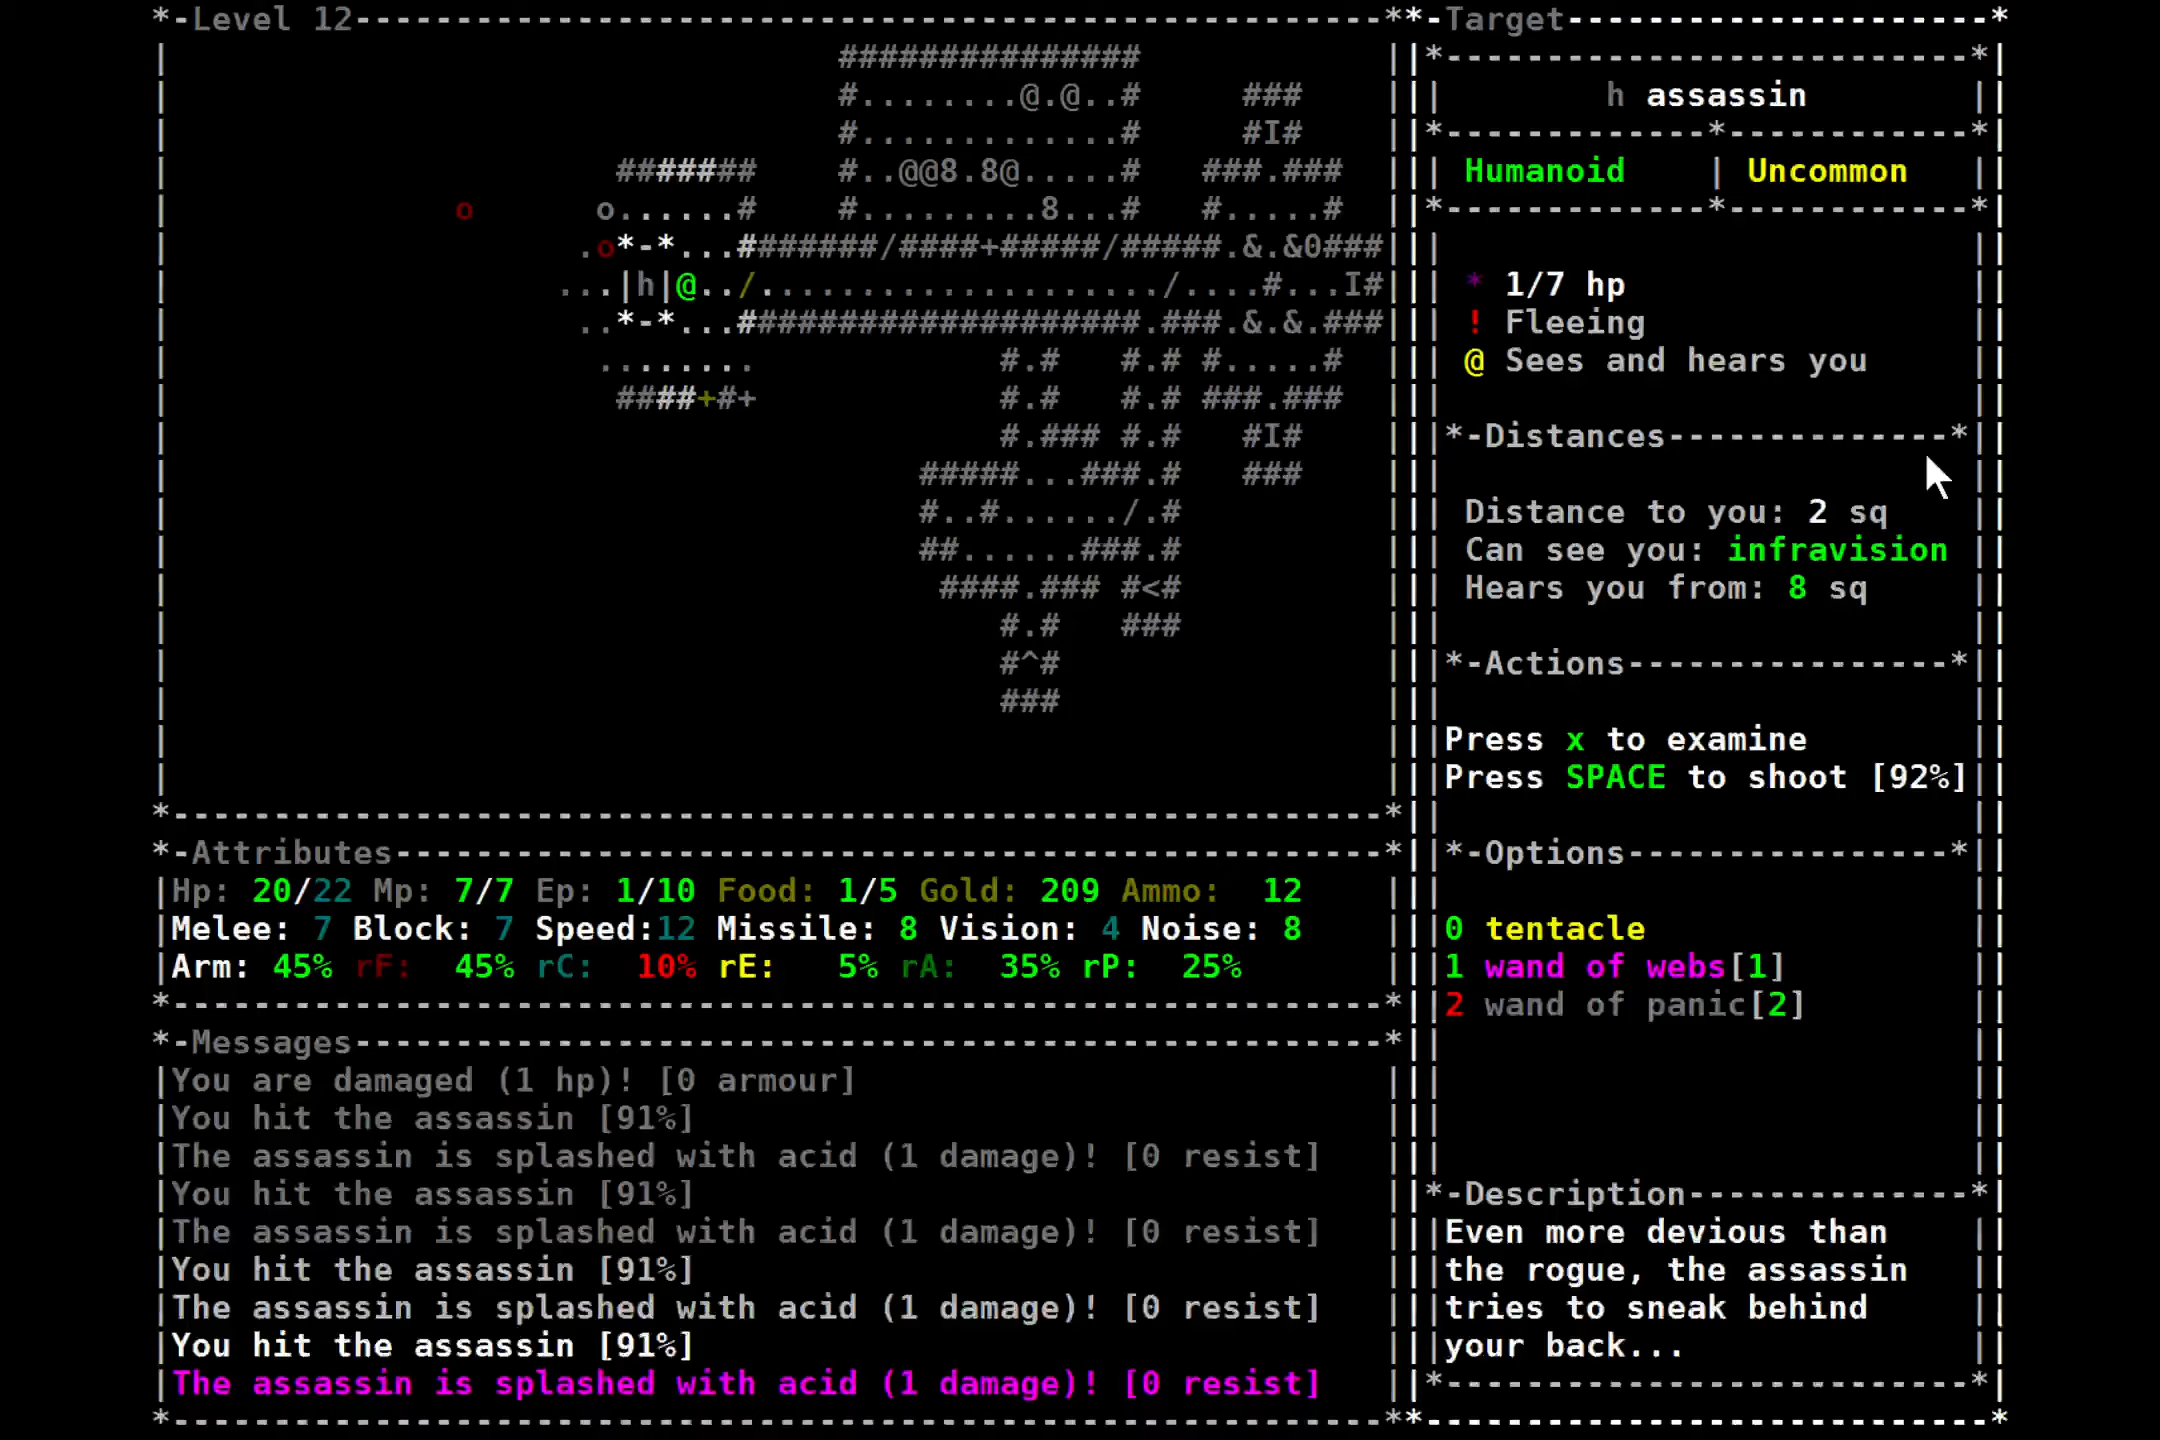 *-Level 12---------------------------------------------------*
###############
#........@.@..# ###
#.............# #I#
####### #..@@8.8@.....# ###.###
o o......# #.........8...# #.....#
.o*-*...#######/####+#####/#####.&.&0###
...|h|@../..................../....#...I#
..*-*...####################.###.&.&.###
........ #.# #.# #.....#
####+#+ #.# #.# ###.###
#.### #.# #I#
#####...###.# ###
#..#....../.#
##......###.#
####.### #<#
#.# ###
#^#
###
*-Attributes-------------------------------------------------*
Hp: 20/22 Mp: 7/7 Ep: 1/10 Food: 1/5 Gold: 209 Ammo: 12
Melee: 7 Block: 7 Speed:12 Missile: 8 Vision: 4 Noise: 8
Arm: 45% rF: 45% rC: 10% rE: 5% rA: 35% rP: 25%
*-Messages---------------------------------------------------*
You are damaged (1 hp)! [0 armour]
You hit the assassin [91%]
The assassin is splashed with acid (1 damage)! [0 resist]
You hit the assassin [91%]
The assassin is splashed with acid (1 damage)! [0 resist]
You hit the assassin [91%]
The assassin is splashed with acid (1 damage)! [0 resist]
You hit the assassin [91%]
The assassin is splashed with acid (1 damage)! [0 resist]
*-Target---------------------*
h assassin
Humanoid | Uncommon
* 1/7 hp
! Fleeing
@ Sees and hears you
*-Distances--------------*
Distance to you: 2 sq
Can see you: infravision
Hears you from: 8 sq
*-Actions----------------*
Press x to examine
Press SPACE to shoot [92%]
*-Options----------------*
0 tentacle
1 wand of webs[1]
2 wand of panic[2]
*-Description--------------*
Even more devious than
the rogue, the assassin
tries to sneak behind
your back...